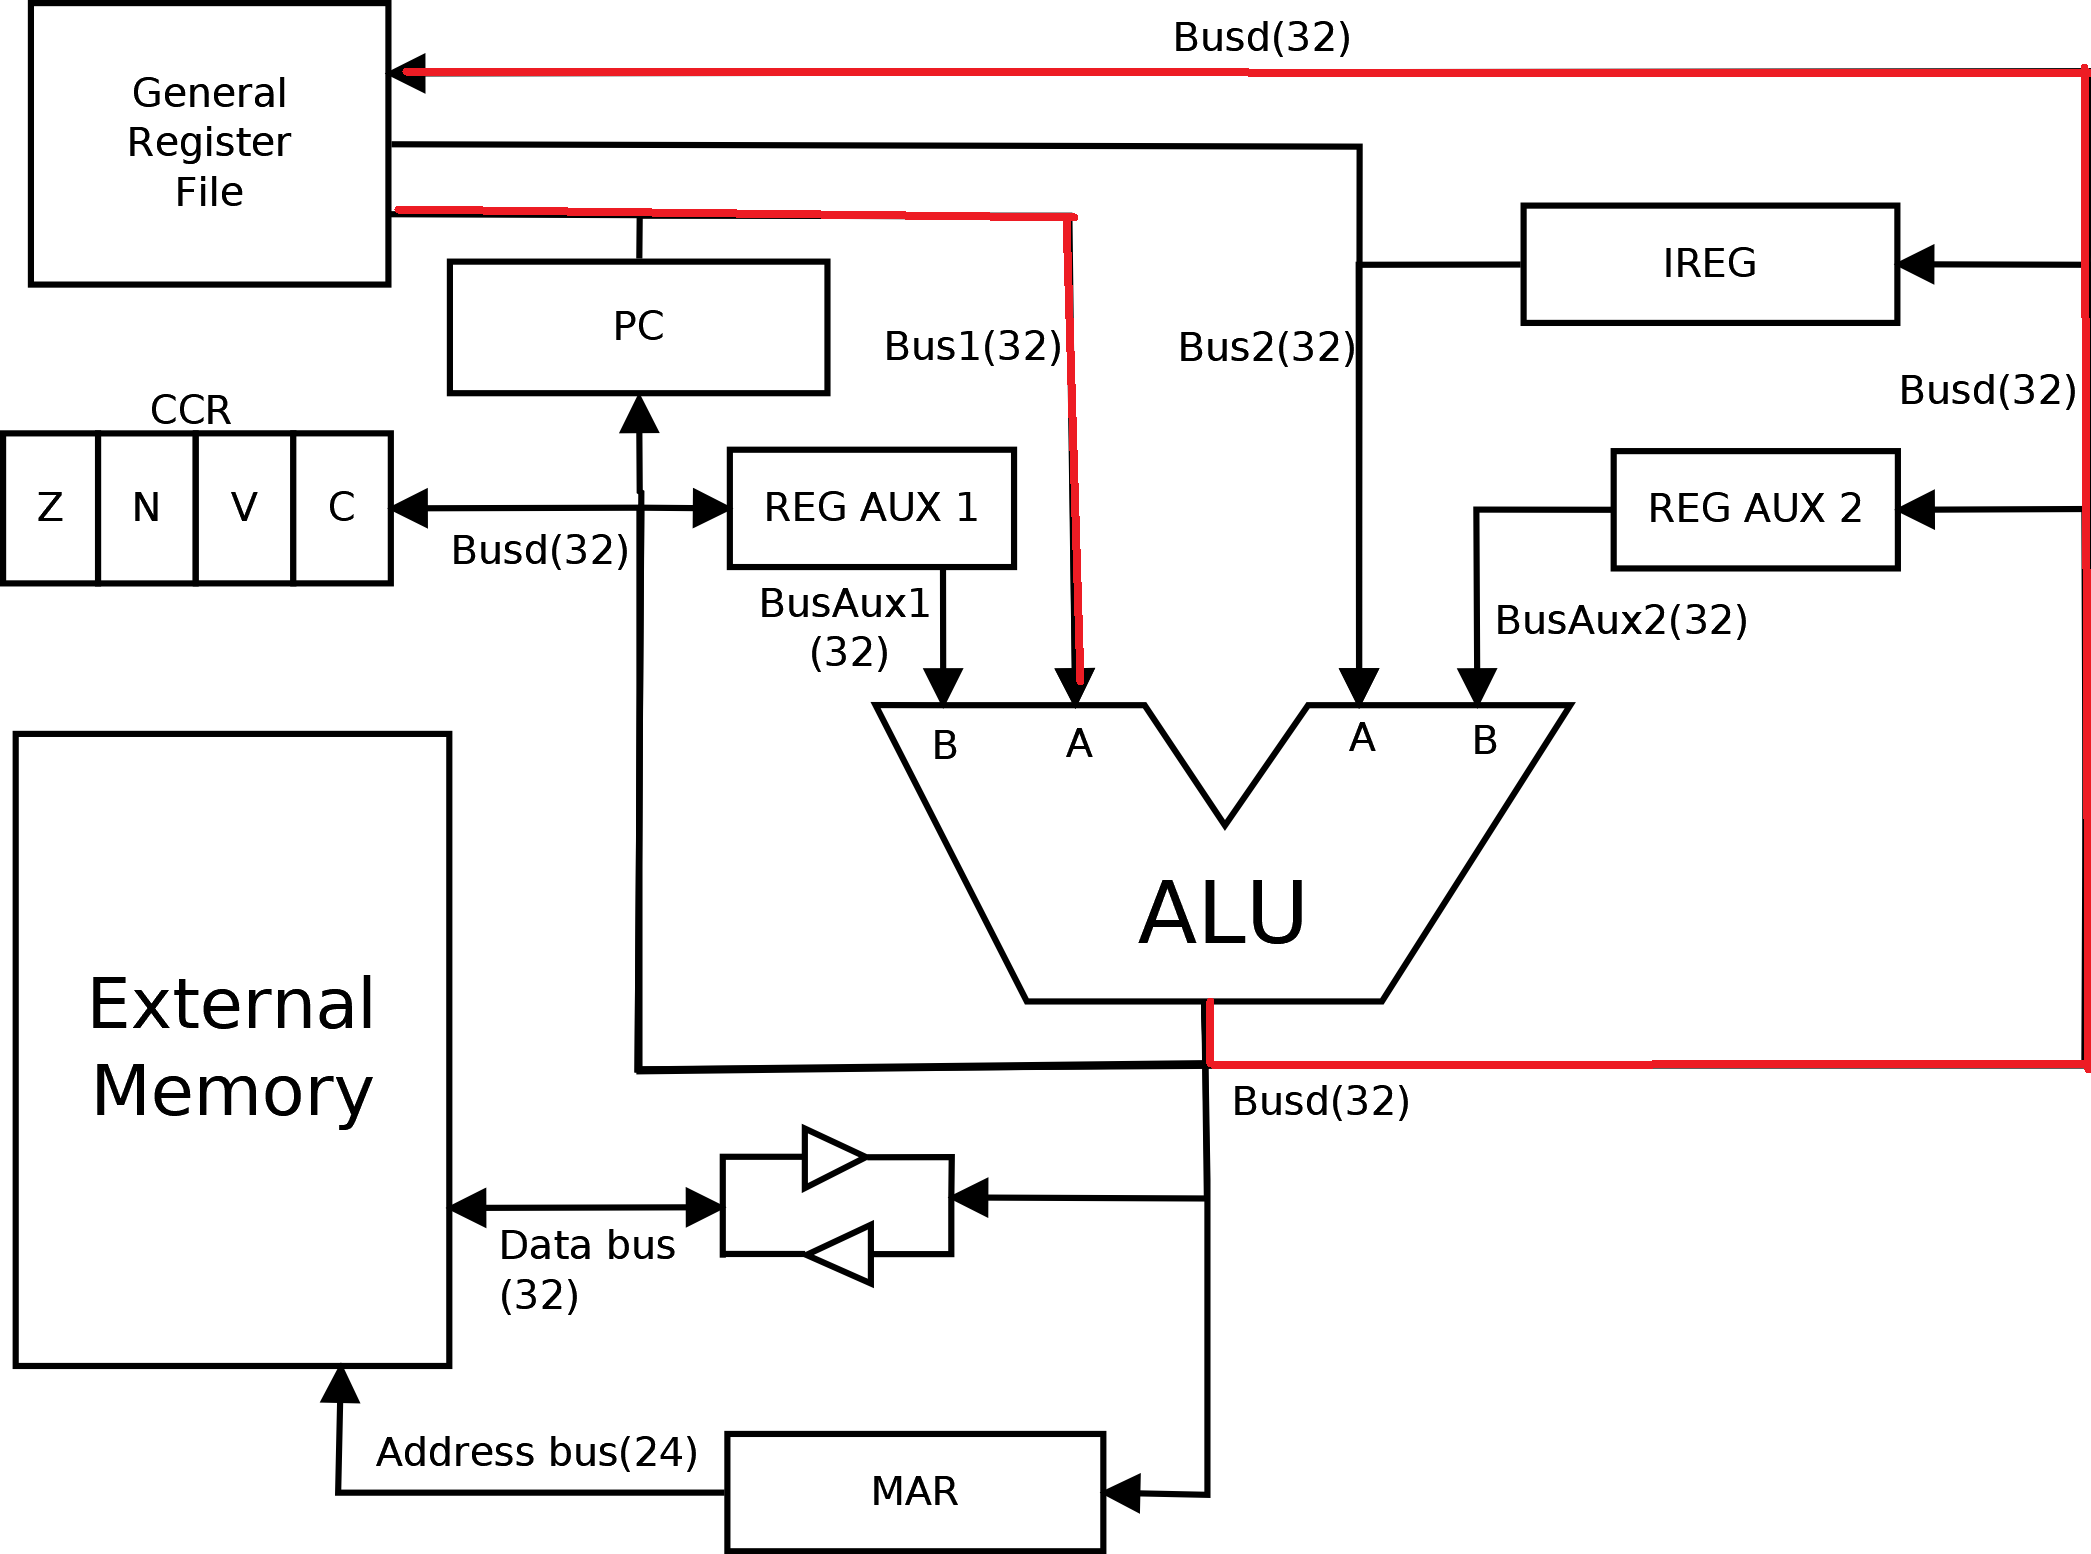 Busd(32)
General
Register
File
IREG
PC
Bus1(32)
Bus2(32)
Busd(32)
CCR
Z N V C
REG AUX 1
REG AUX 2
Busd(32)
BusAux1
(32)
BusAux2(32)
B A A B
ALU
External
Memory
Busd(32)
Data bus
(32)
Address bus(24)
MAR